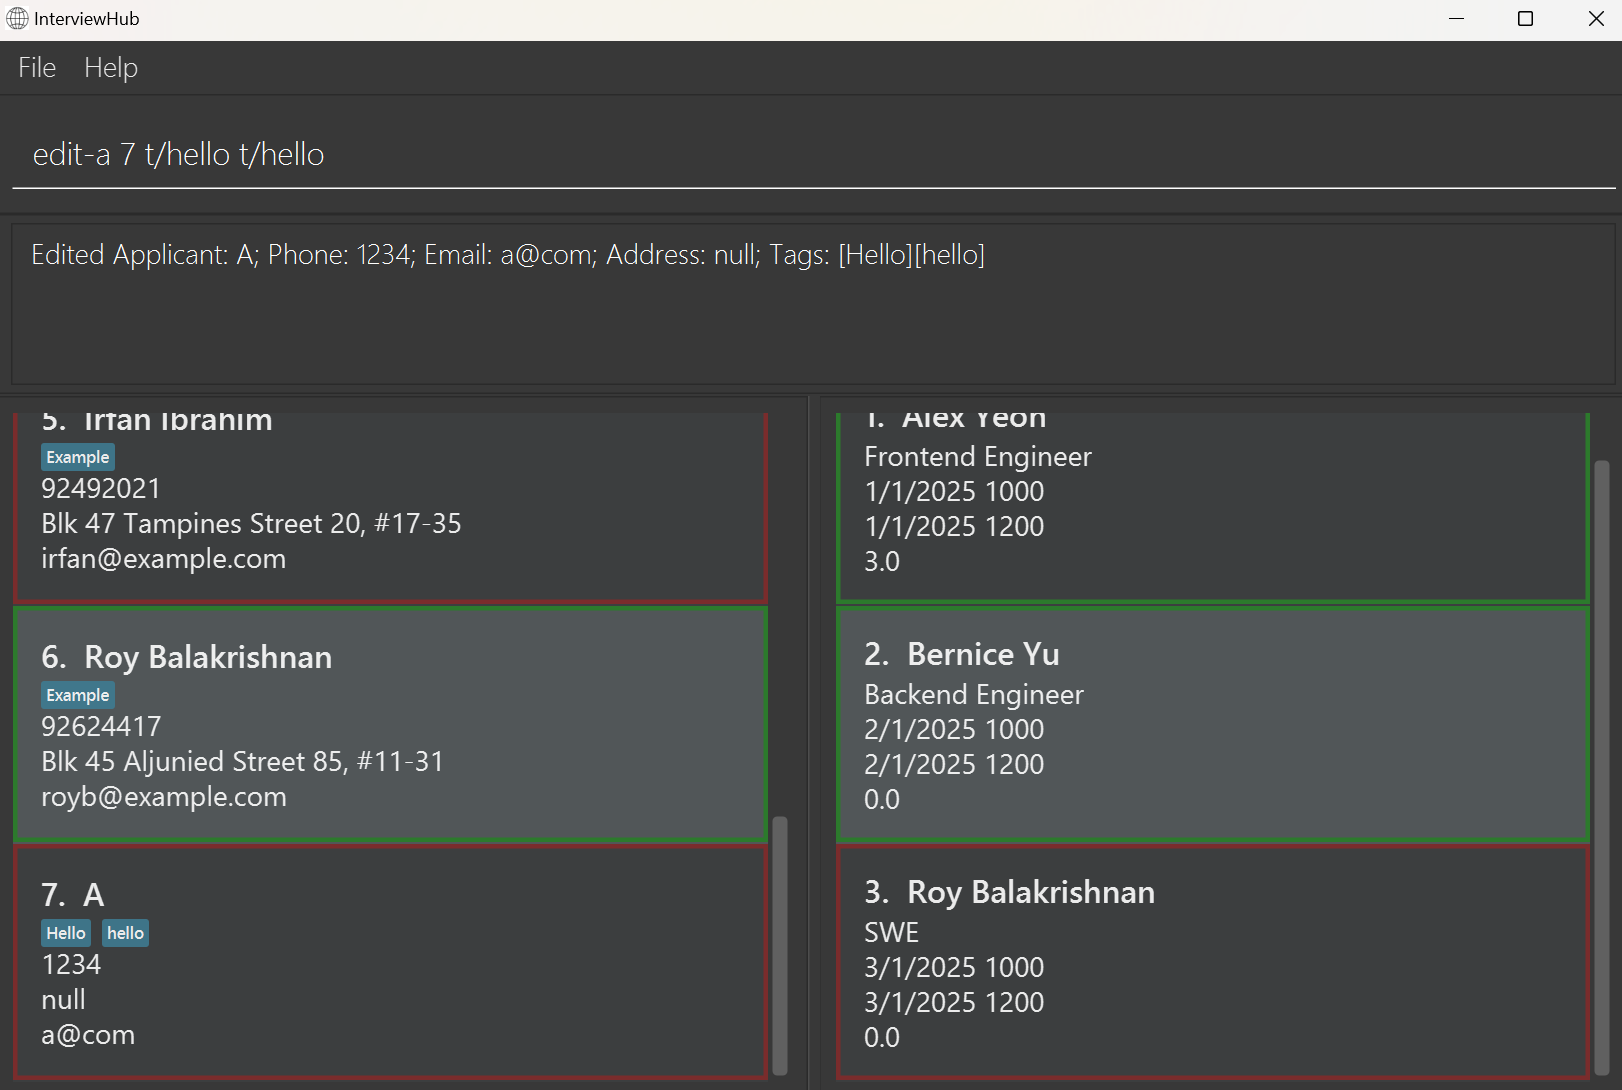 InterviewHub
File Help
edit-a 7 t/hello t/hello
Edited Applicant: A; Phone: 1234; Email: a@com; Address: null; Tags: [Hello][hello]
5. Irfan Ibrahim
Example
92492021
Blk 47 Tampines Street 20, #17-35
irfan@example.com
6. Roy Balakrishnan
Example
92624417
Blk 45 Aljunied Street 85, #11-31
royb@example.com
7. A
Hello hello
1234
null
a@com
1. Alex Yeoh
Frontend Engineer
1/1/2025 1000
1/1/2025 1200
3.0
2. Bernice Yu
Backend Engineer
2/1/2025 1000
2/1/2025 1200
0.0
3. Roy Balakrishnan
SWE
3/1/2025 1000
3/1/2025 1200
0.0